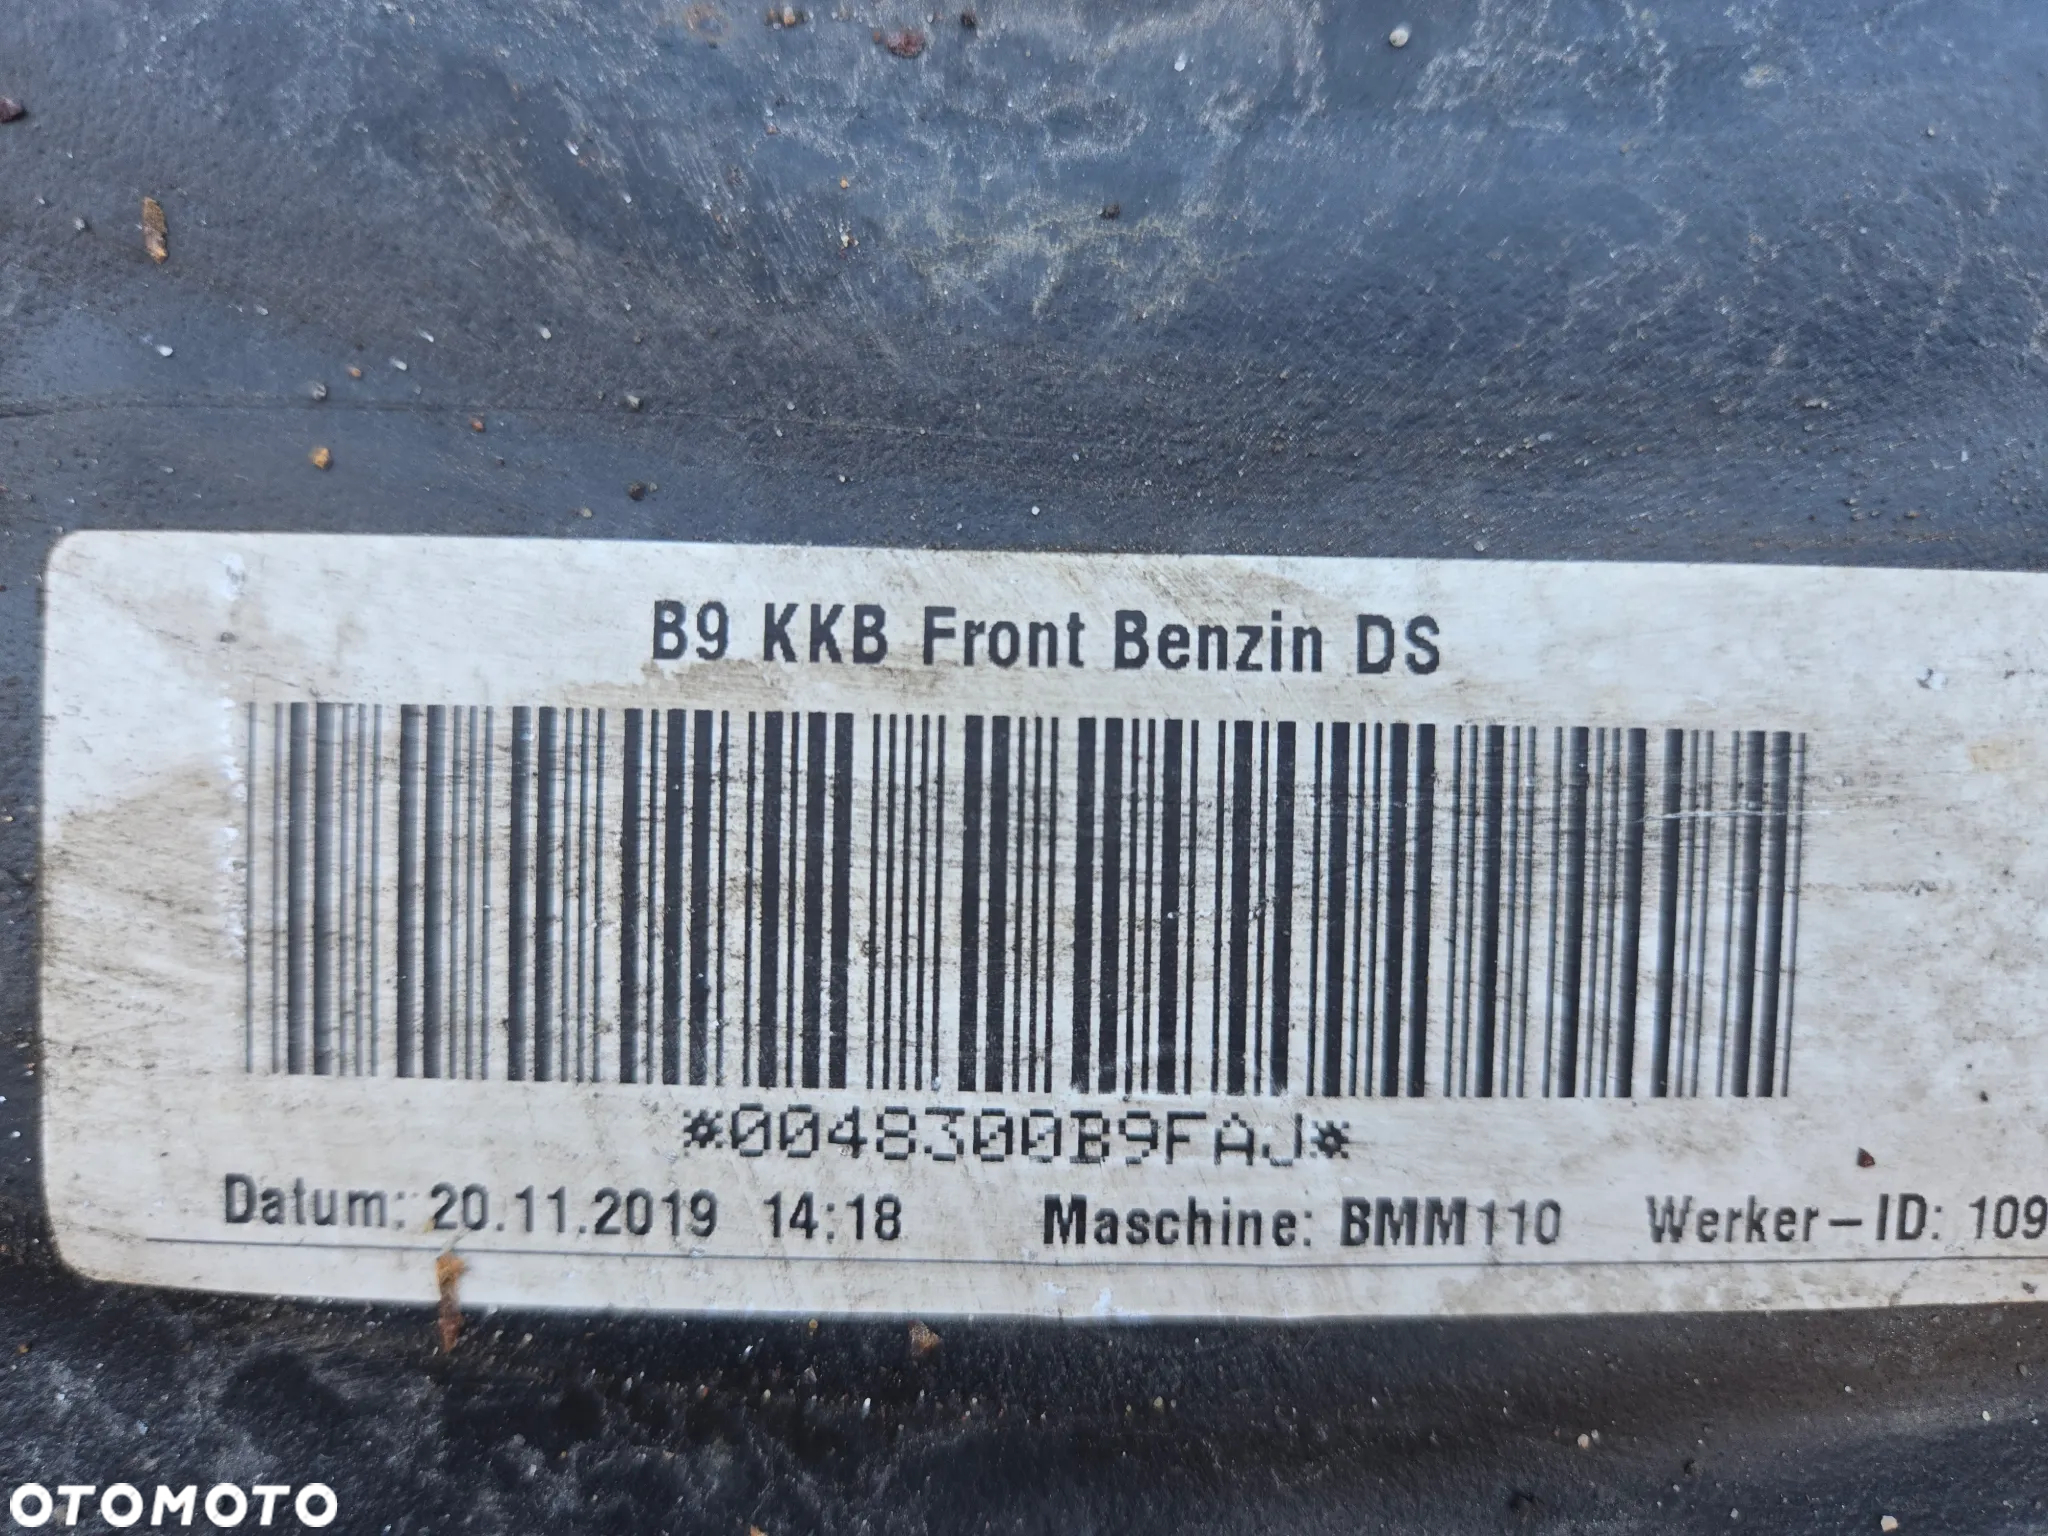 B9 KKB Front Benzin DS
*0048300B9FAJ*
Datum: 20.11.2019 14:18 Maschine: BMM110 Werker-ID: 109
OTOMOTO